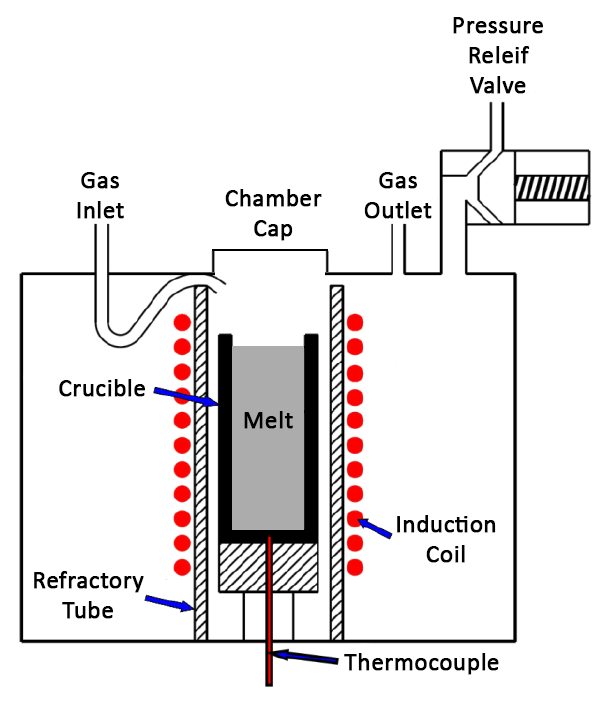 Pressure
Releif
Valve
Gas
Inlet
Chamber
Cap
Gas
Outlet
Crucible
Melt
Induction
Coil
Refractory
Tube
Thermocouple